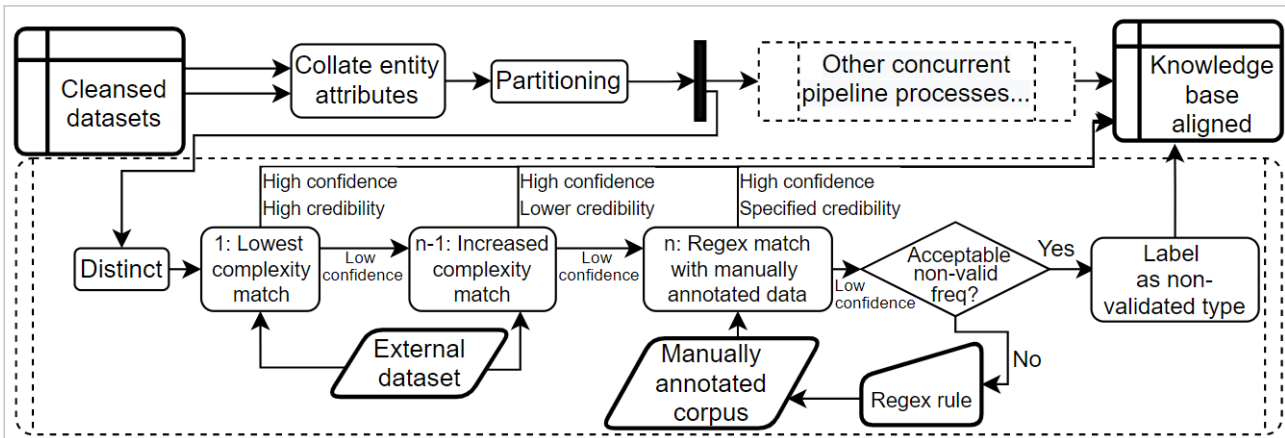 Cleansed
datasets
Collate entity
attributes
Partitioning
Other concurrent
pipeline processes...
Knowledge
base
aligned
High confidence
High credibility
High confidence
Lower credibility
High confidence
Specified credibility
Distinct
1: Lowest
complexity
match
Low
confidence
n-1: Increased
complexity
match
Low
confidence
n: Regex match
with manually
annotated data
Low
confidence
Acceptable
non-valid
freq?
Yes
Label
as non-
validated type
External
dataset
Manually
annotated
corpus
No
Regex rule